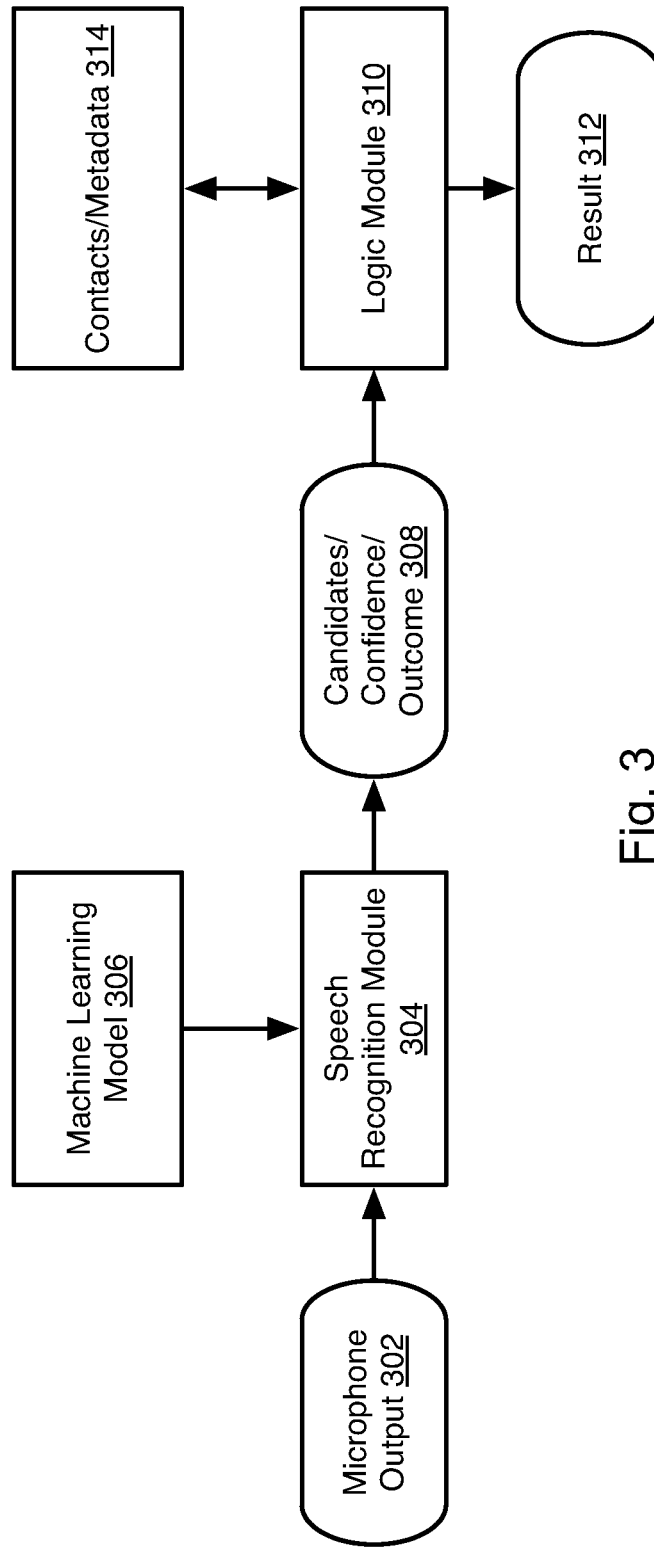 Machine Learning
Model 306
Contacts/Metadada 314
Microphone
Output 302
Speech
Recognition Module
304
Candidates/
Confidence/
Outcome 308
Logic Module 310
Result 312
Fig. 3